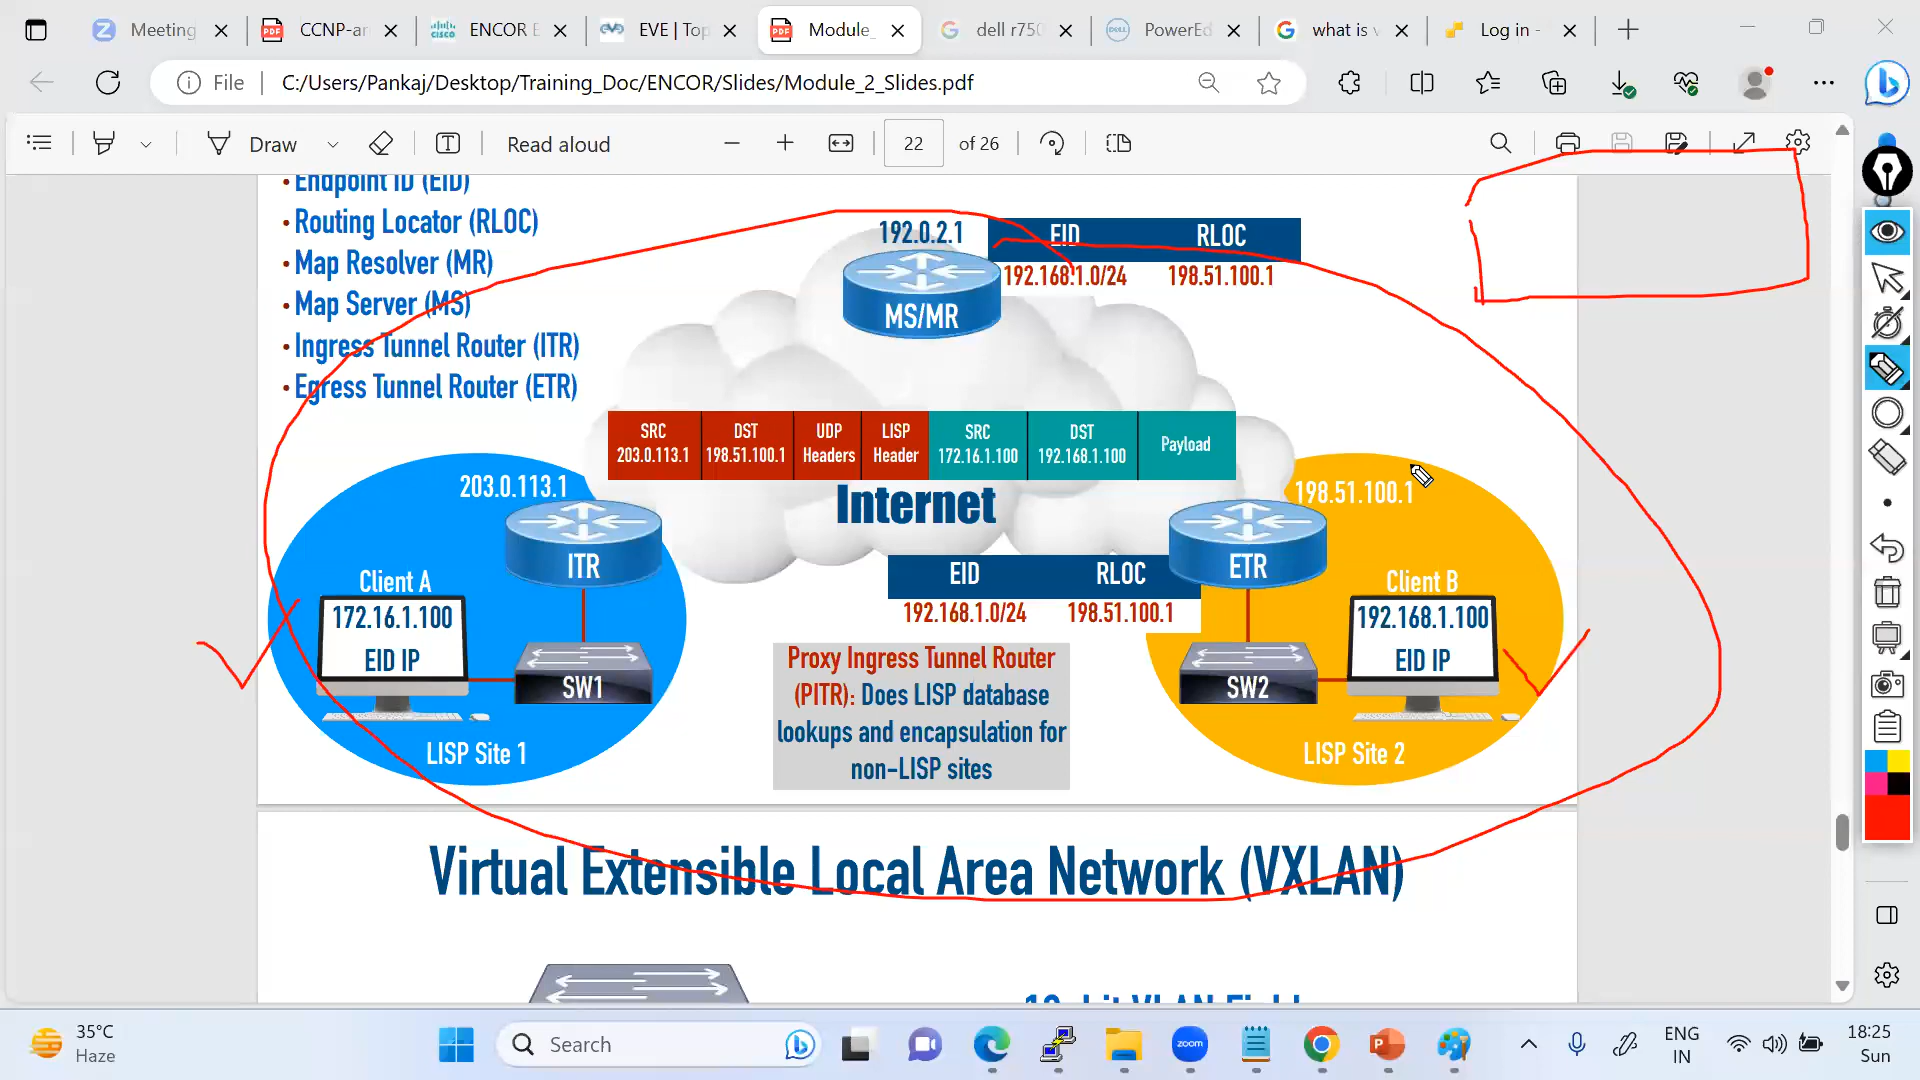 Meeting
CCNP-ar
ENCOR E
EVE | Top
Module_
dell r750
PowerEd
what is v
Log in -
File
C:/Users/Pankaj/Desktop/Training_Doc/ENCOR/Slides/Module_2_Slides.pdf
Draw
Read aloud
22
of 26
• Endpoint ID (EID)
• Routing Locator (RLOC)
• Map Resolver (MR)
• Map Server (MS)
• Ingress Tunnel Router (ITR)
• Egress Tunnel Router (ETR)
192.0.2.1
MS/MR
EID RLOC
192.168.1.0/24 198.51.100.1
SRC
203.0.113.1
DST
198.51.100.1
UDP
Headers
LISP
Header
SRC
172.16.1.100
DST
192.168.1.100
Payload
Internet
203.0.113.1
ITR
Client A
172.16.1.100
EID IP
SW1
LISP Site 1
EID RLOC
192.168.1.0/24 198.51.100.1
Proxy Ingress Tunnel Router
(PITR): Does LISP database
lookups and encapsulation for
non-LISP sites
198.51.100.1
ETR
Client B
192.168.1.100
EID IP
SW2
LISP Site 2
Virtual Extensible Local Area Network (VXLAN)
35°C
Haze
Search
zoom
ENG
IN
18:25
Sun